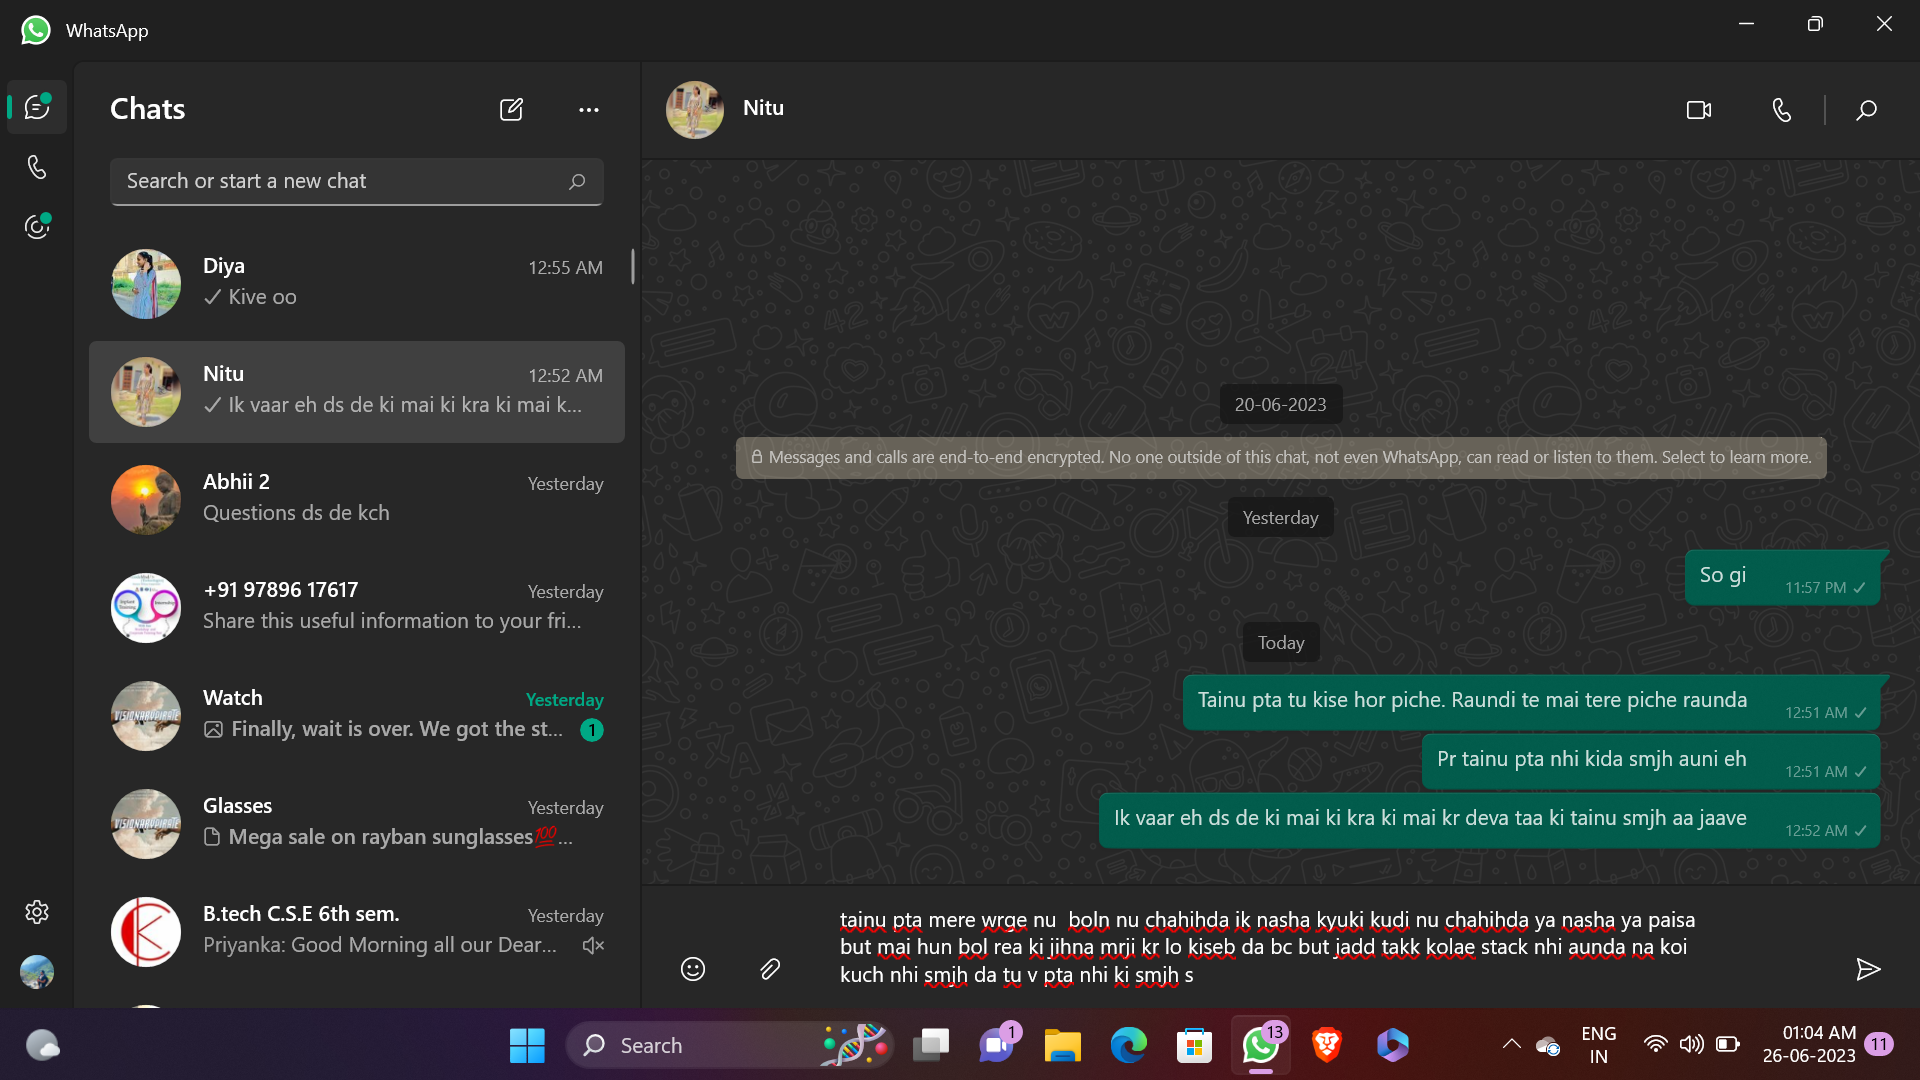 WhatsApp
Chats
Search or start a new chat
Diya
12:55 AM
Kive oo
Nitu
12:52 AM
Ik vaar eh ds de ki mai ki kra ki mai k...
Abhii 2
Yesterday
Questions ds de kch
+91 97896 17617
Yesterday
Share this useful information to your fri...
Watch
Yesterday
Finally, wait is over. We got the st...
1
Glasses
Yesterday
Mega sale on rayban sunglasses💯...
B.tech C.S.E 6th sem.
Yesterday
Priyanka: Good Morning all our Dear...
Nitu
20-06-2023
Messages and calls are end-to-end encrypted. No one outside of this chat, not even WhatsApp, can read or listen to them. Select to learn more.
Yesterday
So gi
11:57 PM
Today
Tainu pta tu kise hor piche. Raundi te mai tere piche raunda
12:51 AM
Pr tainu pta nhi kida smjh auni eh
12:51 AM
Ik vaar eh ds de ki mai ki kra ki mai kr deva taa ki tainu smjh aa jaave
12:52 AM
tainu pta mere wrge nu  boln nu chahihda ik nasha kyuki kudi nu chahihda ya nasha ya paisa
but mai hun bol rea ki jihna mrji kr lo kiseb da bc but jadd takk kolae stack nhi aunda na koi
kuch nhi smjh da tu v pta nhi ki smjh s
Search
1
13
ENG
IN
01:04 AM
26-06-2023
11